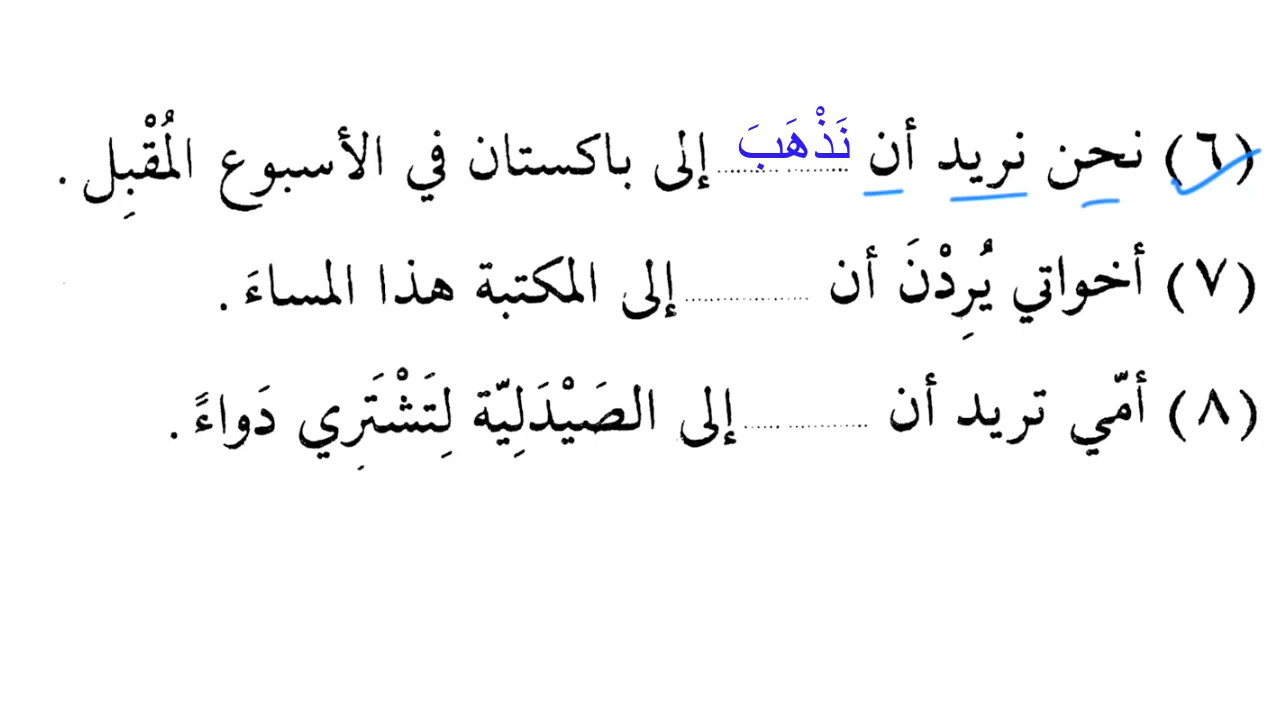 (٦) نحن نريد أن نَذْهَبَ إلى باكستان في الأسبوع المُقْبِل .
(٧) أخواتي يُرِدْنَ أن ............ إلى المكتبة هذا المساءَ .
(٨) أمّي تريد أن ............ إلى الصَيْدَلِيّة لِتَشْتَرِي دَواءً .